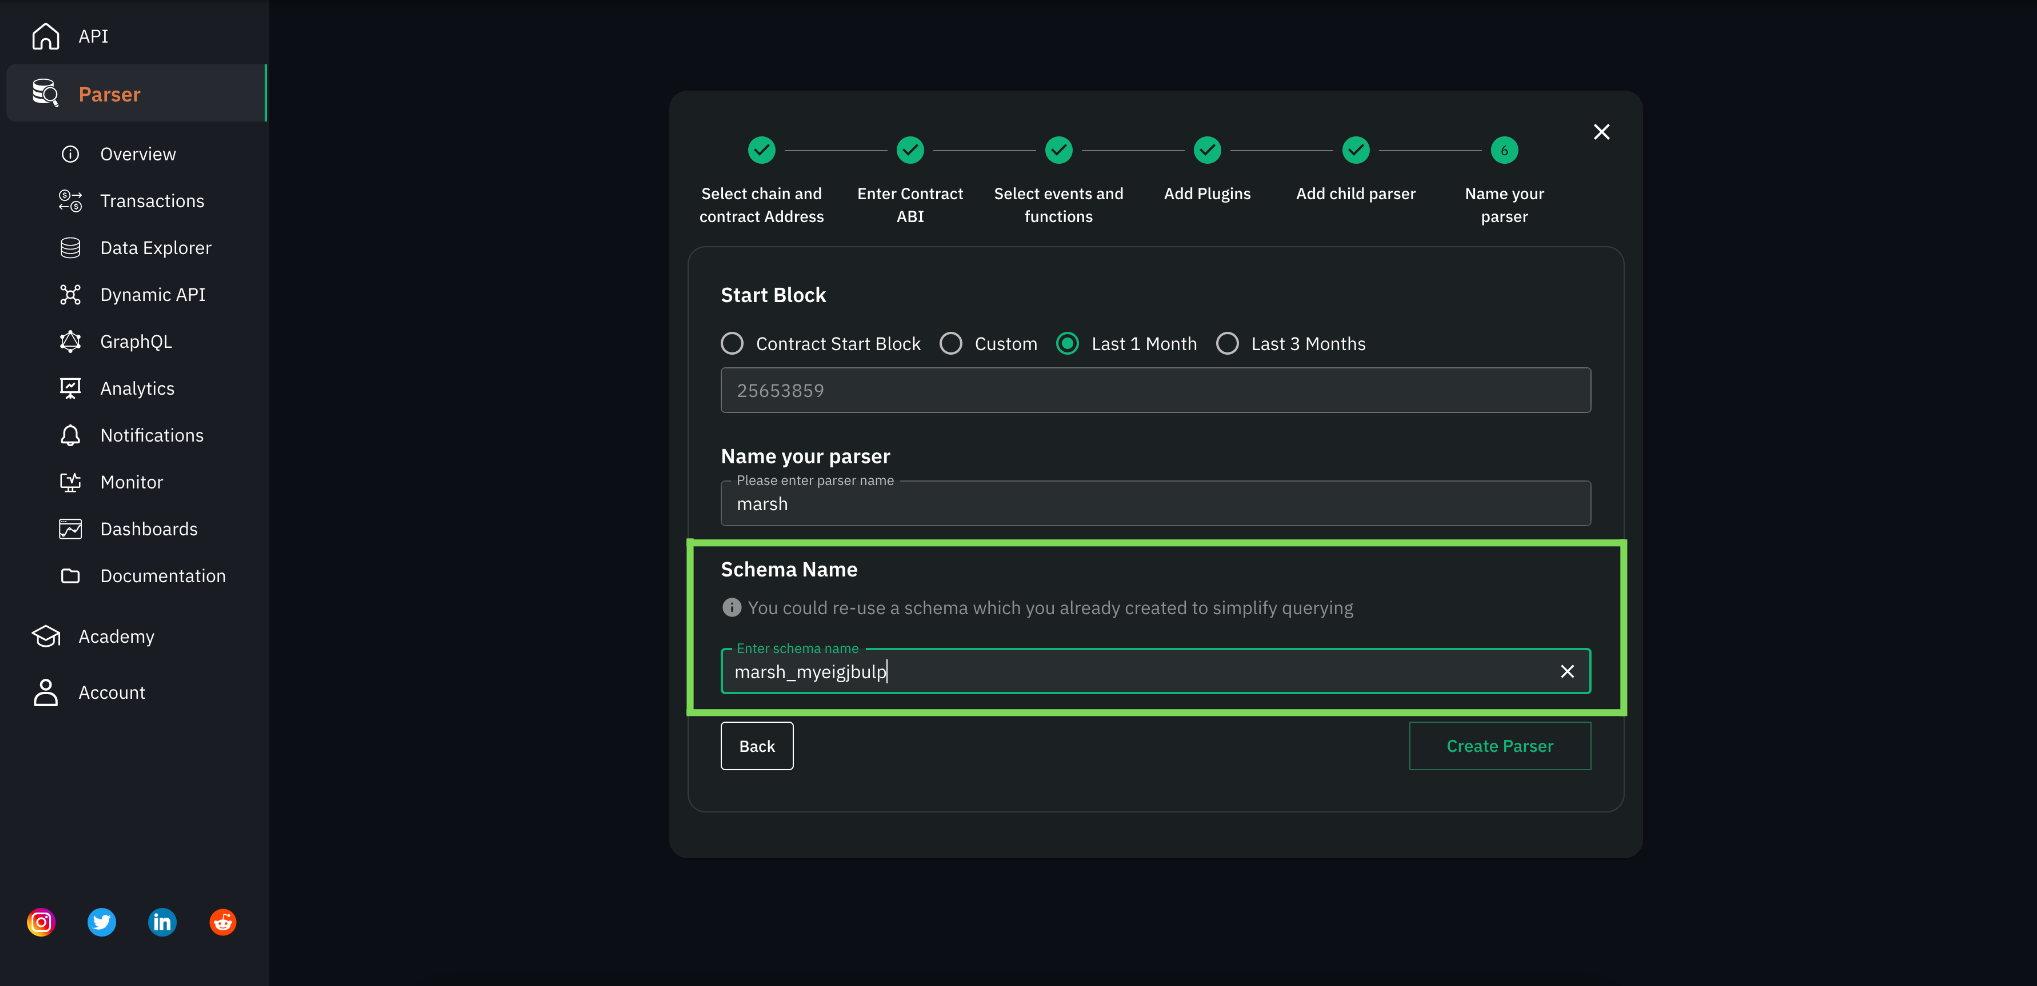 API
Parser
Overview
Transactions
Data Explorer
Dynamic API
GraphQL
Analytics
Notifications
Monitor
Dashboards
Documentation
Academy
Account
in
6
Select chain and
contract Address
Enter Contract
ABI
Select events and
functions
Add Plugins
Add child parser
Name your
parser
Start Block
Contract Start Block
Custom
Last 1 Month
Last 3 Months
25653859
Name your parser
Please enter parser name
marsh
Schema Name
You could re-use a schema which you already created to simplify querying
Enter schema name
marsh_myeigjbulp
Back
Create Parser